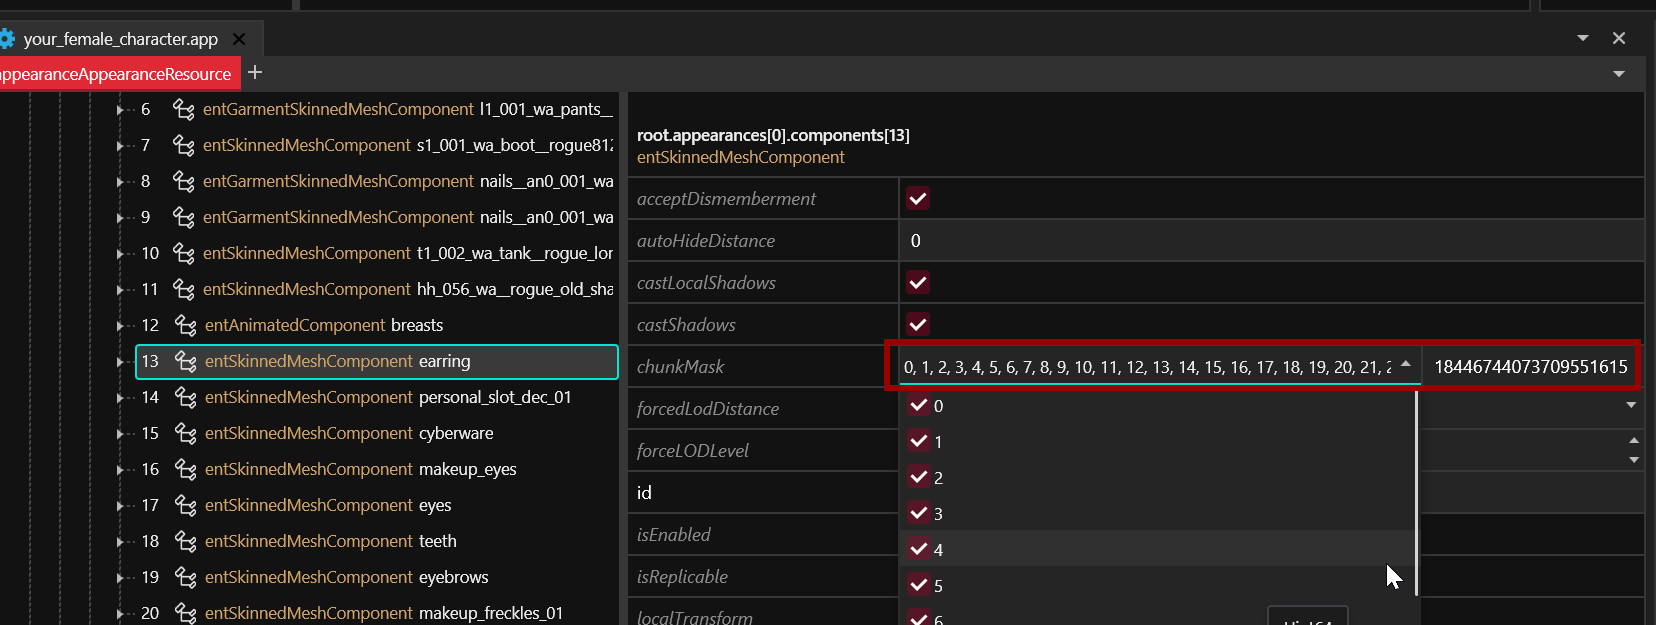 your_female_character.app
appearanceAppearanceResource
6 entGarmentSkinnedMeshComponent l1_001_wa_pants__
7 entSkinnedMeshComponent s1_001_wa_boot__rogue812
8 entGarmentSkinnedMeshComponent nails__an0_001_wa
9 entGarmentSkinnedMeshComponent nails__an0_001_wa
10 entSkinnedMeshComponent t1_002_wa_tank__rogue_lor
11 entSkinnedMeshComponent hh_056_wa__rogue_old_sha
12 entAnimatedComponent breasts
13 entSkinnedMeshComponent earring
14 entSkinnedMeshComponent personal_slot_dec_01
15 entSkinnedMeshComponent cyberware
16 entSkinnedMeshComponent makeup_eyes
17 entSkinnedMeshComponent eyes
18 entSkinnedMeshComponent teeth
19 entSkinnedMeshComponent eyebrows
20 entSkinnedMeshComponent makeup_freckles_01
root.appearances[0].components[13]
entSkinnedMeshComponent
acceptDismemberment
autoHideDistance 0
castLocalShadows
castShadows
chunkMask 0, 1, 2, 3, 4, 5, 6, 7, 8, 9, 10, 11, 12, 13, 14, 15, 16, 17, 18, 19, 20, 21, 2 18446744073709551615
forcedLodDistance
forceLODLevel
id
isEnabled
isReplicable
localTransform
0
1
2
3
4
5
6